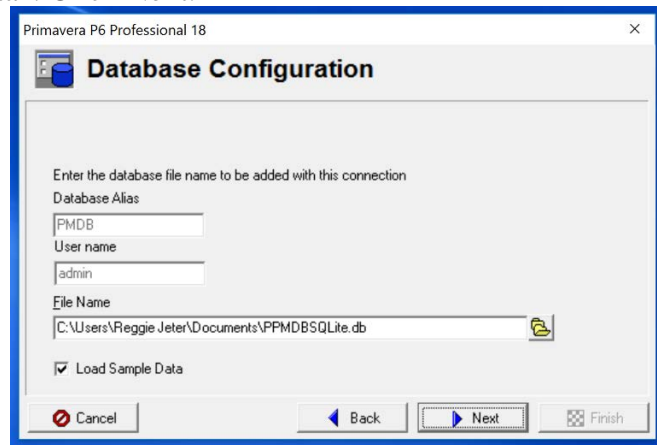 Primavera P6 Professional 18
Database Configuration
Enter the database file name to be added with this connection
Database Alias
PMDB
User name
admin
File Name
C:\Users\Reggie Jeter\Documents\PPMDBSQLite.db
Load Sample Data
Cancel
Back
Next
Finish